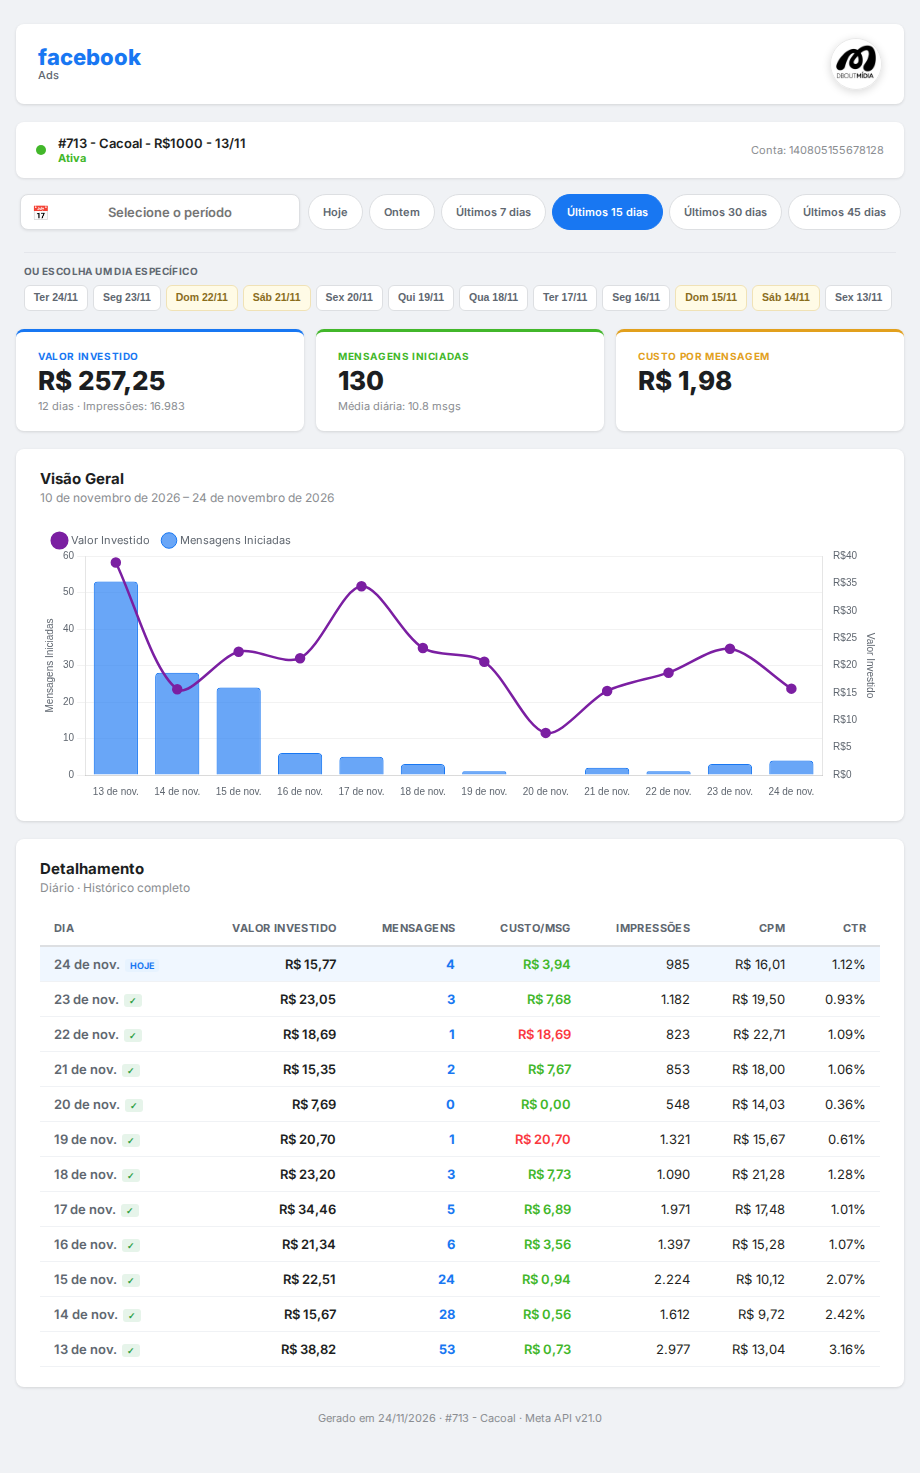 facebook
Ads
DBOUTMÍDIA
#713 - Cacoal - R$1000 - 13/11
Ativa
Conta: 140805155678128
Selecione o período
Hoje
Ontem
Últimos 7 dias
Últimos 15 dias
Últimos 30 dias
Últimos 45 dias
OU ESCOLHA UM DIA ESPECÍFICO
Ter 24/11
Seg 23/11
Dom 22/11
Sáb 21/11
Sex 20/11
Qui 19/11
Qua 18/11
Ter 17/11
Seg 16/11
Dom 15/11
Sáb 14/11
Sex 13/11
VALOR INVESTIDO
R$ 257,25
12 dias · Impressões: 16.983
MENSAGENS INICIADAS
130
Média diária: 10.8 msgs
CUSTO POR MENSAGEM
R$ 1,98
Visão Geral
10 de novembro de 2026 – 24 de novembro de 2026
Valor Investido
Mensagens Iniciadas
Mensagens Iniciadas
60
50
40
30
20
10
0
R$40
R$35
R$30
R$25
R$20
R$15
R$10
R$5
R$0
Valor Investido
13 de nov. 14 de nov. 15 de nov. 16 de nov. 17 de nov. 18 de nov. 19 de nov. 20 de nov. 21 de nov. 22 de nov. 23 de nov. 24 de nov.
Detalhamento
Diário · Histórico completo
DIA VALOR INVESTIDO MENSAGENS CUSTO/MSG IMPRESSÕES CPM CTR
24 de nov. HOJE R$ 15,77 4 R$ 3,94 985 R$ 16,01 1.12%
23 de nov. ✓ R$ 23,05 3 R$ 7,68 1.182 R$ 19,50 0.93%
22 de nov. ✓ R$ 18,69 1 R$ 18,69 823 R$ 22,71 1.09%
21 de nov. ✓ R$ 15,35 2 R$ 7,67 853 R$ 18,00 1.06%
20 de nov. ✓ R$ 7,69 0 R$ 0,00 548 R$ 14,03 0.36%
19 de nov. ✓ R$ 20,70 1 R$ 20,70 1.321 R$ 15,67 0.61%
18 de nov. ✓ R$ 23,20 3 R$ 7,73 1.090 R$ 21,28 1.28%
17 de nov. ✓ R$ 34,46 5 R$ 6,89 1.971 R$ 17,48 1.01%
16 de nov. ✓ R$ 21,34 6 R$ 3,56 1.397 R$ 15,28 1.07%
15 de nov. ✓ R$ 22,51 24 R$ 0,94 2.224 R$ 10,12 2.07%
14 de nov. ✓ R$ 15,67 28 R$ 0,56 1.612 R$ 9,72 2.42%
13 de nov. ✓ R$ 38,82 53 R$ 0,73 2.977 R$ 13,04 3.16%
Gerado em 24/11/2026 · #713 - Cacoal · Meta API v21.0